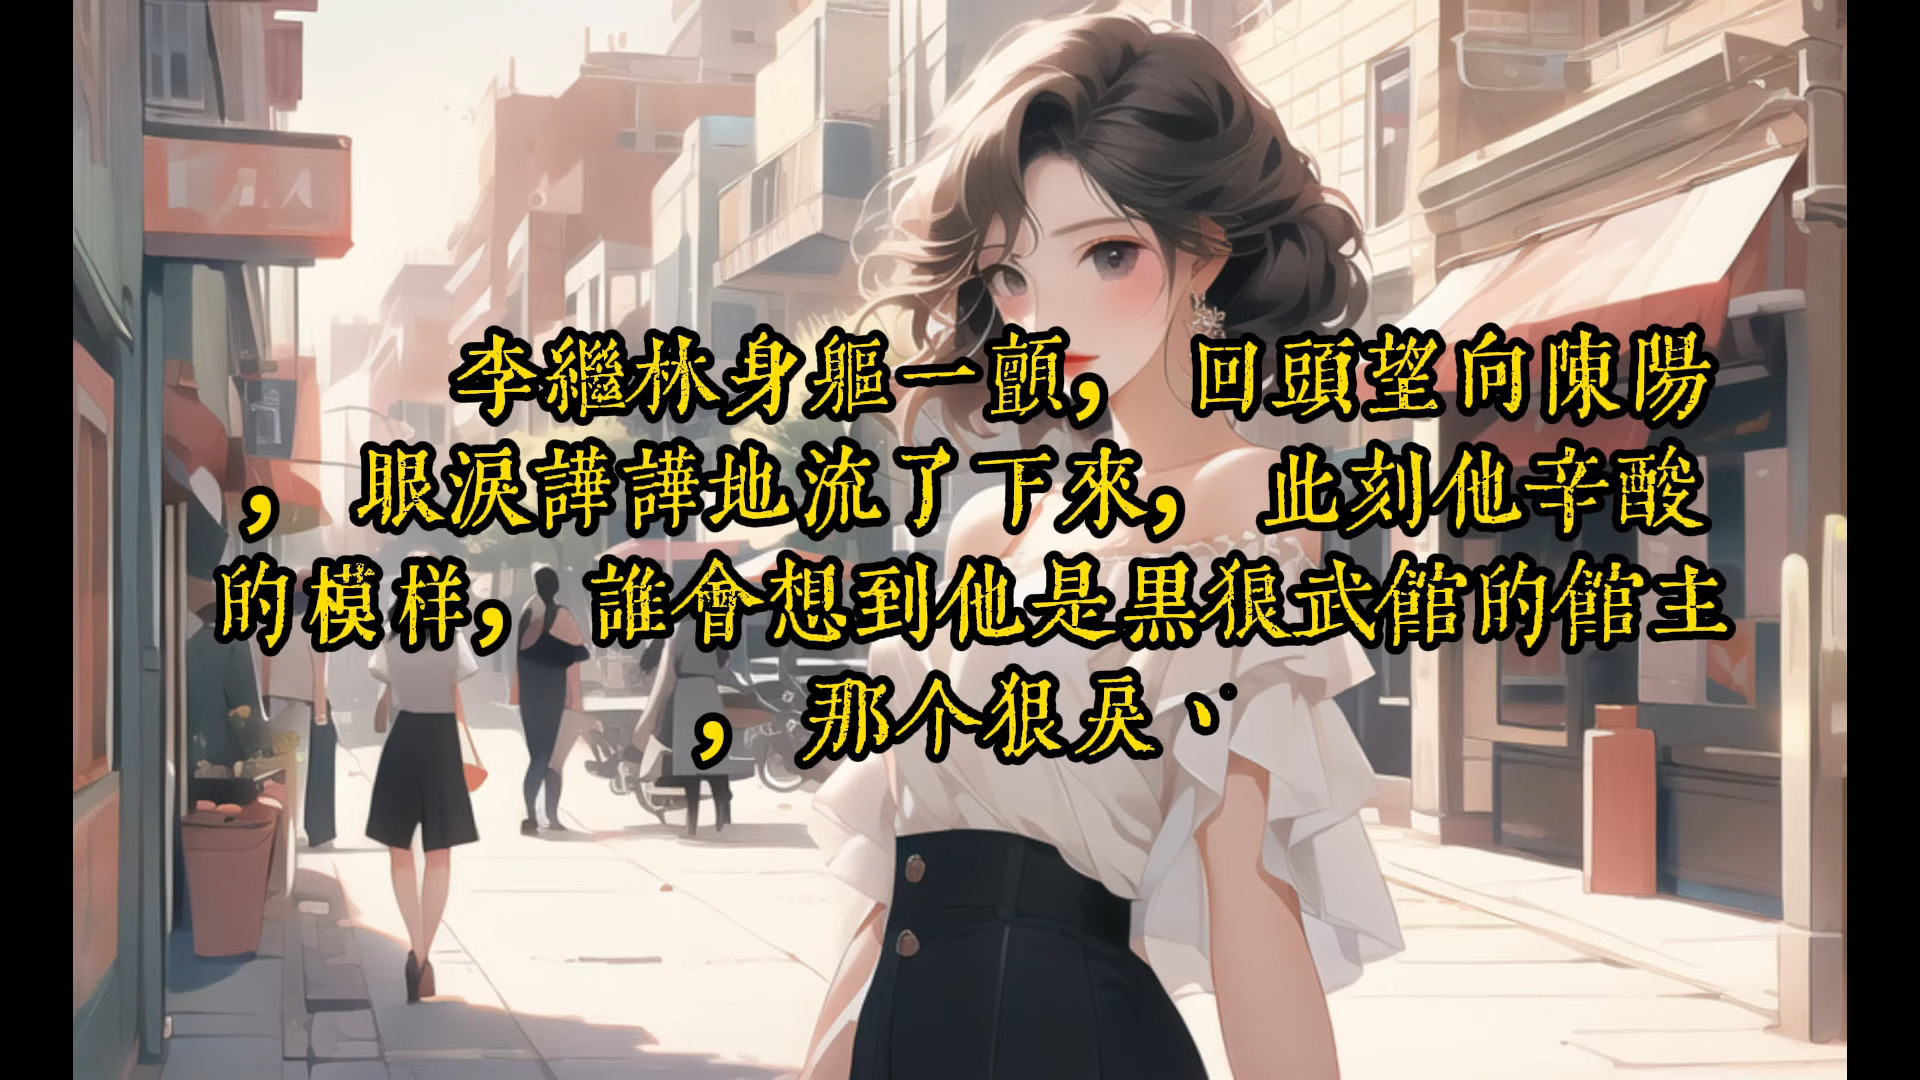 李繼林身軀一顫， 回頭望向陳陽
， 眼淚譁譁地流了下來， 此刻他辛酸
的模样， 誰會想到他是黑狼武館的館主
， 那个狠戾、